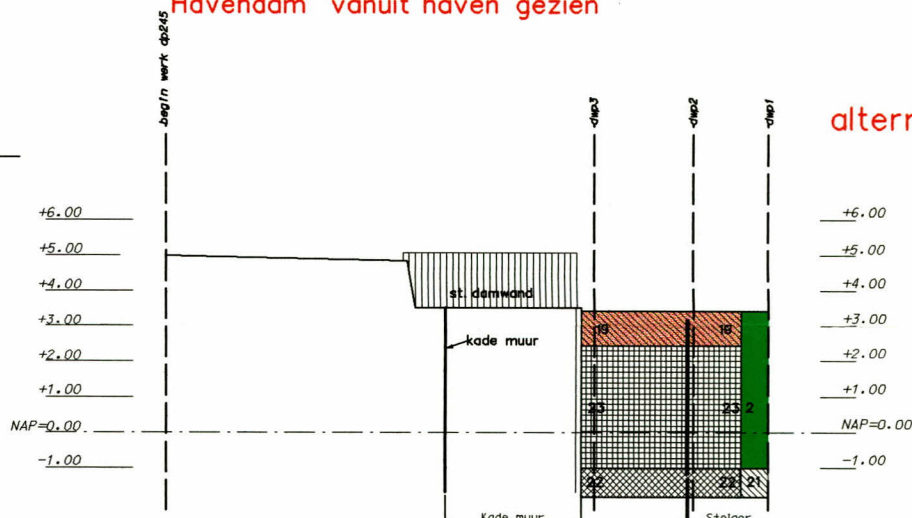 Havendam vanuit haven gezien
begin werk dp245
dwp3
dwp2
dwp1
altern
+6.00
+6.00
+5.00
+5.00
+4.00
+4.00
st. damwand
+3.00
19
19
+3.00
kade muur
+2.00
+2.00
+1.00
+1.00
23
23
2
NAP=0.00
NAP=0.00
-1.00
-1.00
22
22
21
Kade muur
Steiger